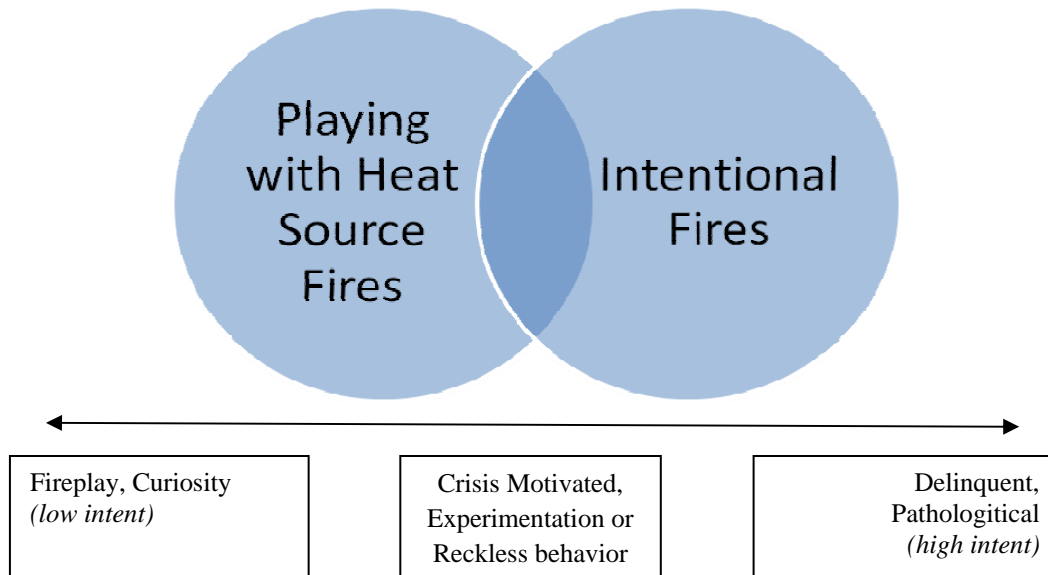 Playing
with Heat
Source
Fires
Intentional
Fires
Fireplay, Curiosity
(low intent)
Crisis Motivated,
Experimentation or
Reckless behavior
Delinquent,
Pathologitical
(high intent)